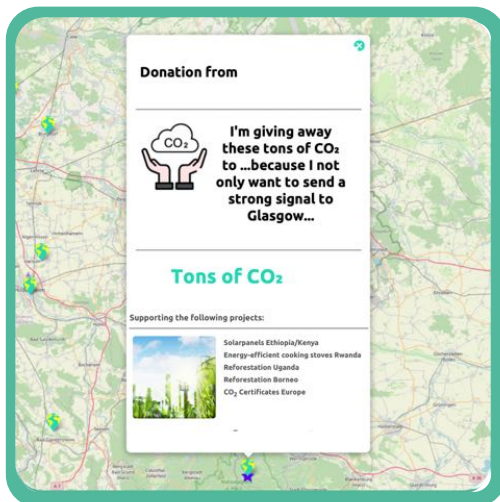 Donation from
CO₂
I'm giving away
these tons of CO₂
to ...because I not
only want to send a
strong signal to
Glasgow...
Tons of CO₂
Supporting the following projects:
Solarpanels Ethiopia/Kenya
Energy-efficient cooking stoves Rwanda
Reforestation Uganda
Reforestation Borneo
CO₂ Certificates Europe